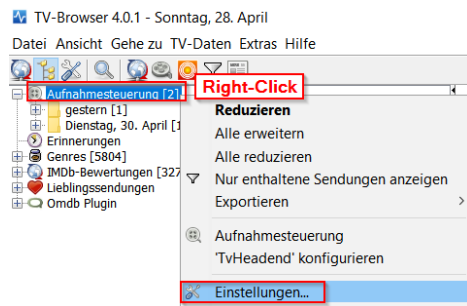 TV-Browser 4.0.1 - Sonntag, 28. April
Datei Ansicht Gehe zu TV-Daten Extras Hilfe
Aufnahmesteuerung [2]
Right-Click
gestern [1]
Dienstag, 30. April [1
Erinnerungen
Genres [5804]
IMDb-Bewertungen [327
Lieblingssendungen
Omdb Plugin
Reduzieren
Alle erweitern
Alle reduzieren
Nur enthaltene Sendungen anzeigen
Exportieren
Aufnahmesteuerung
'TvHeadend' konfigurieren
Einstellungen...